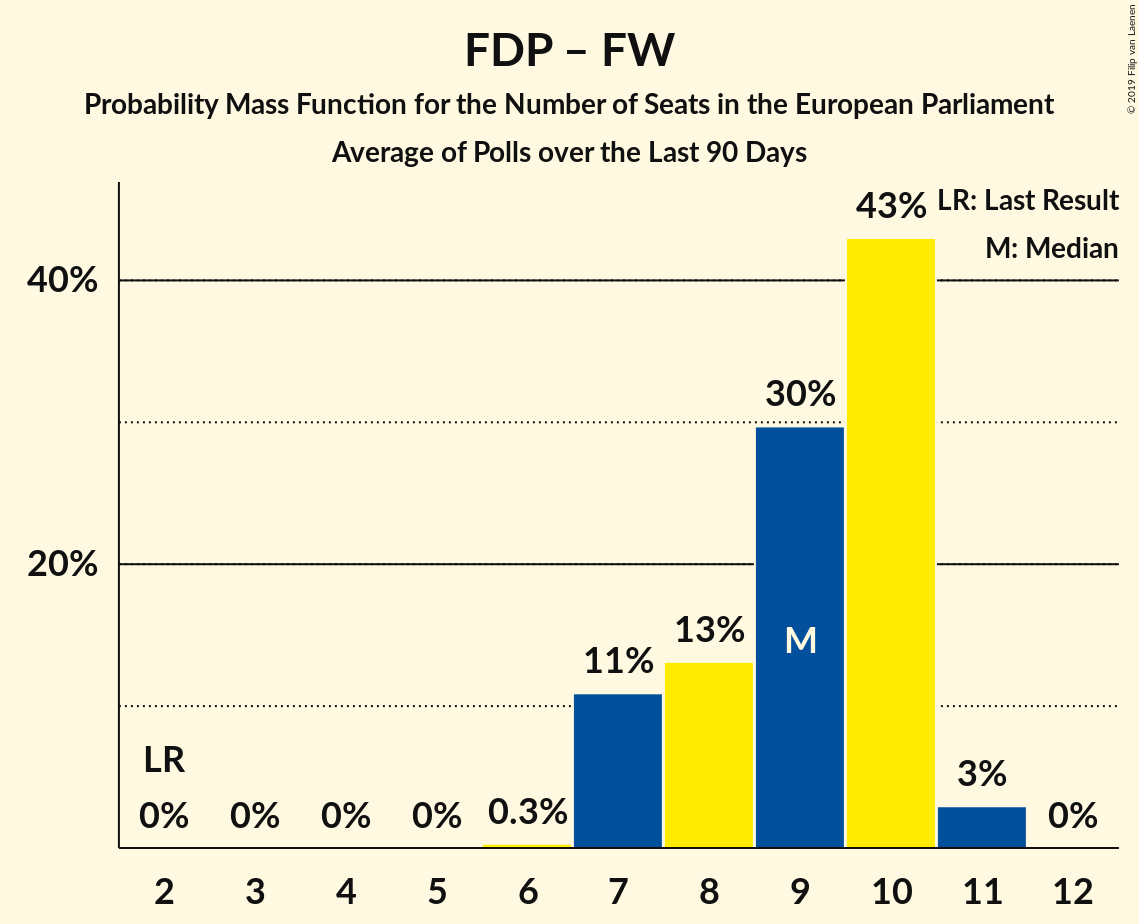 FDP – FW
Probability Mass Function for the Number of Seats in the European Parliament
Average of Polls over the Last 90 Days
© 2019 Filip van Laenen
LR: Last Result
M: Median
43%
40%
30%
20%
M
13%
11%
LR
3%
0% 0% 0% 0% 0.3% 0%
2 3 4 5 6 7 8 9 10 11 12